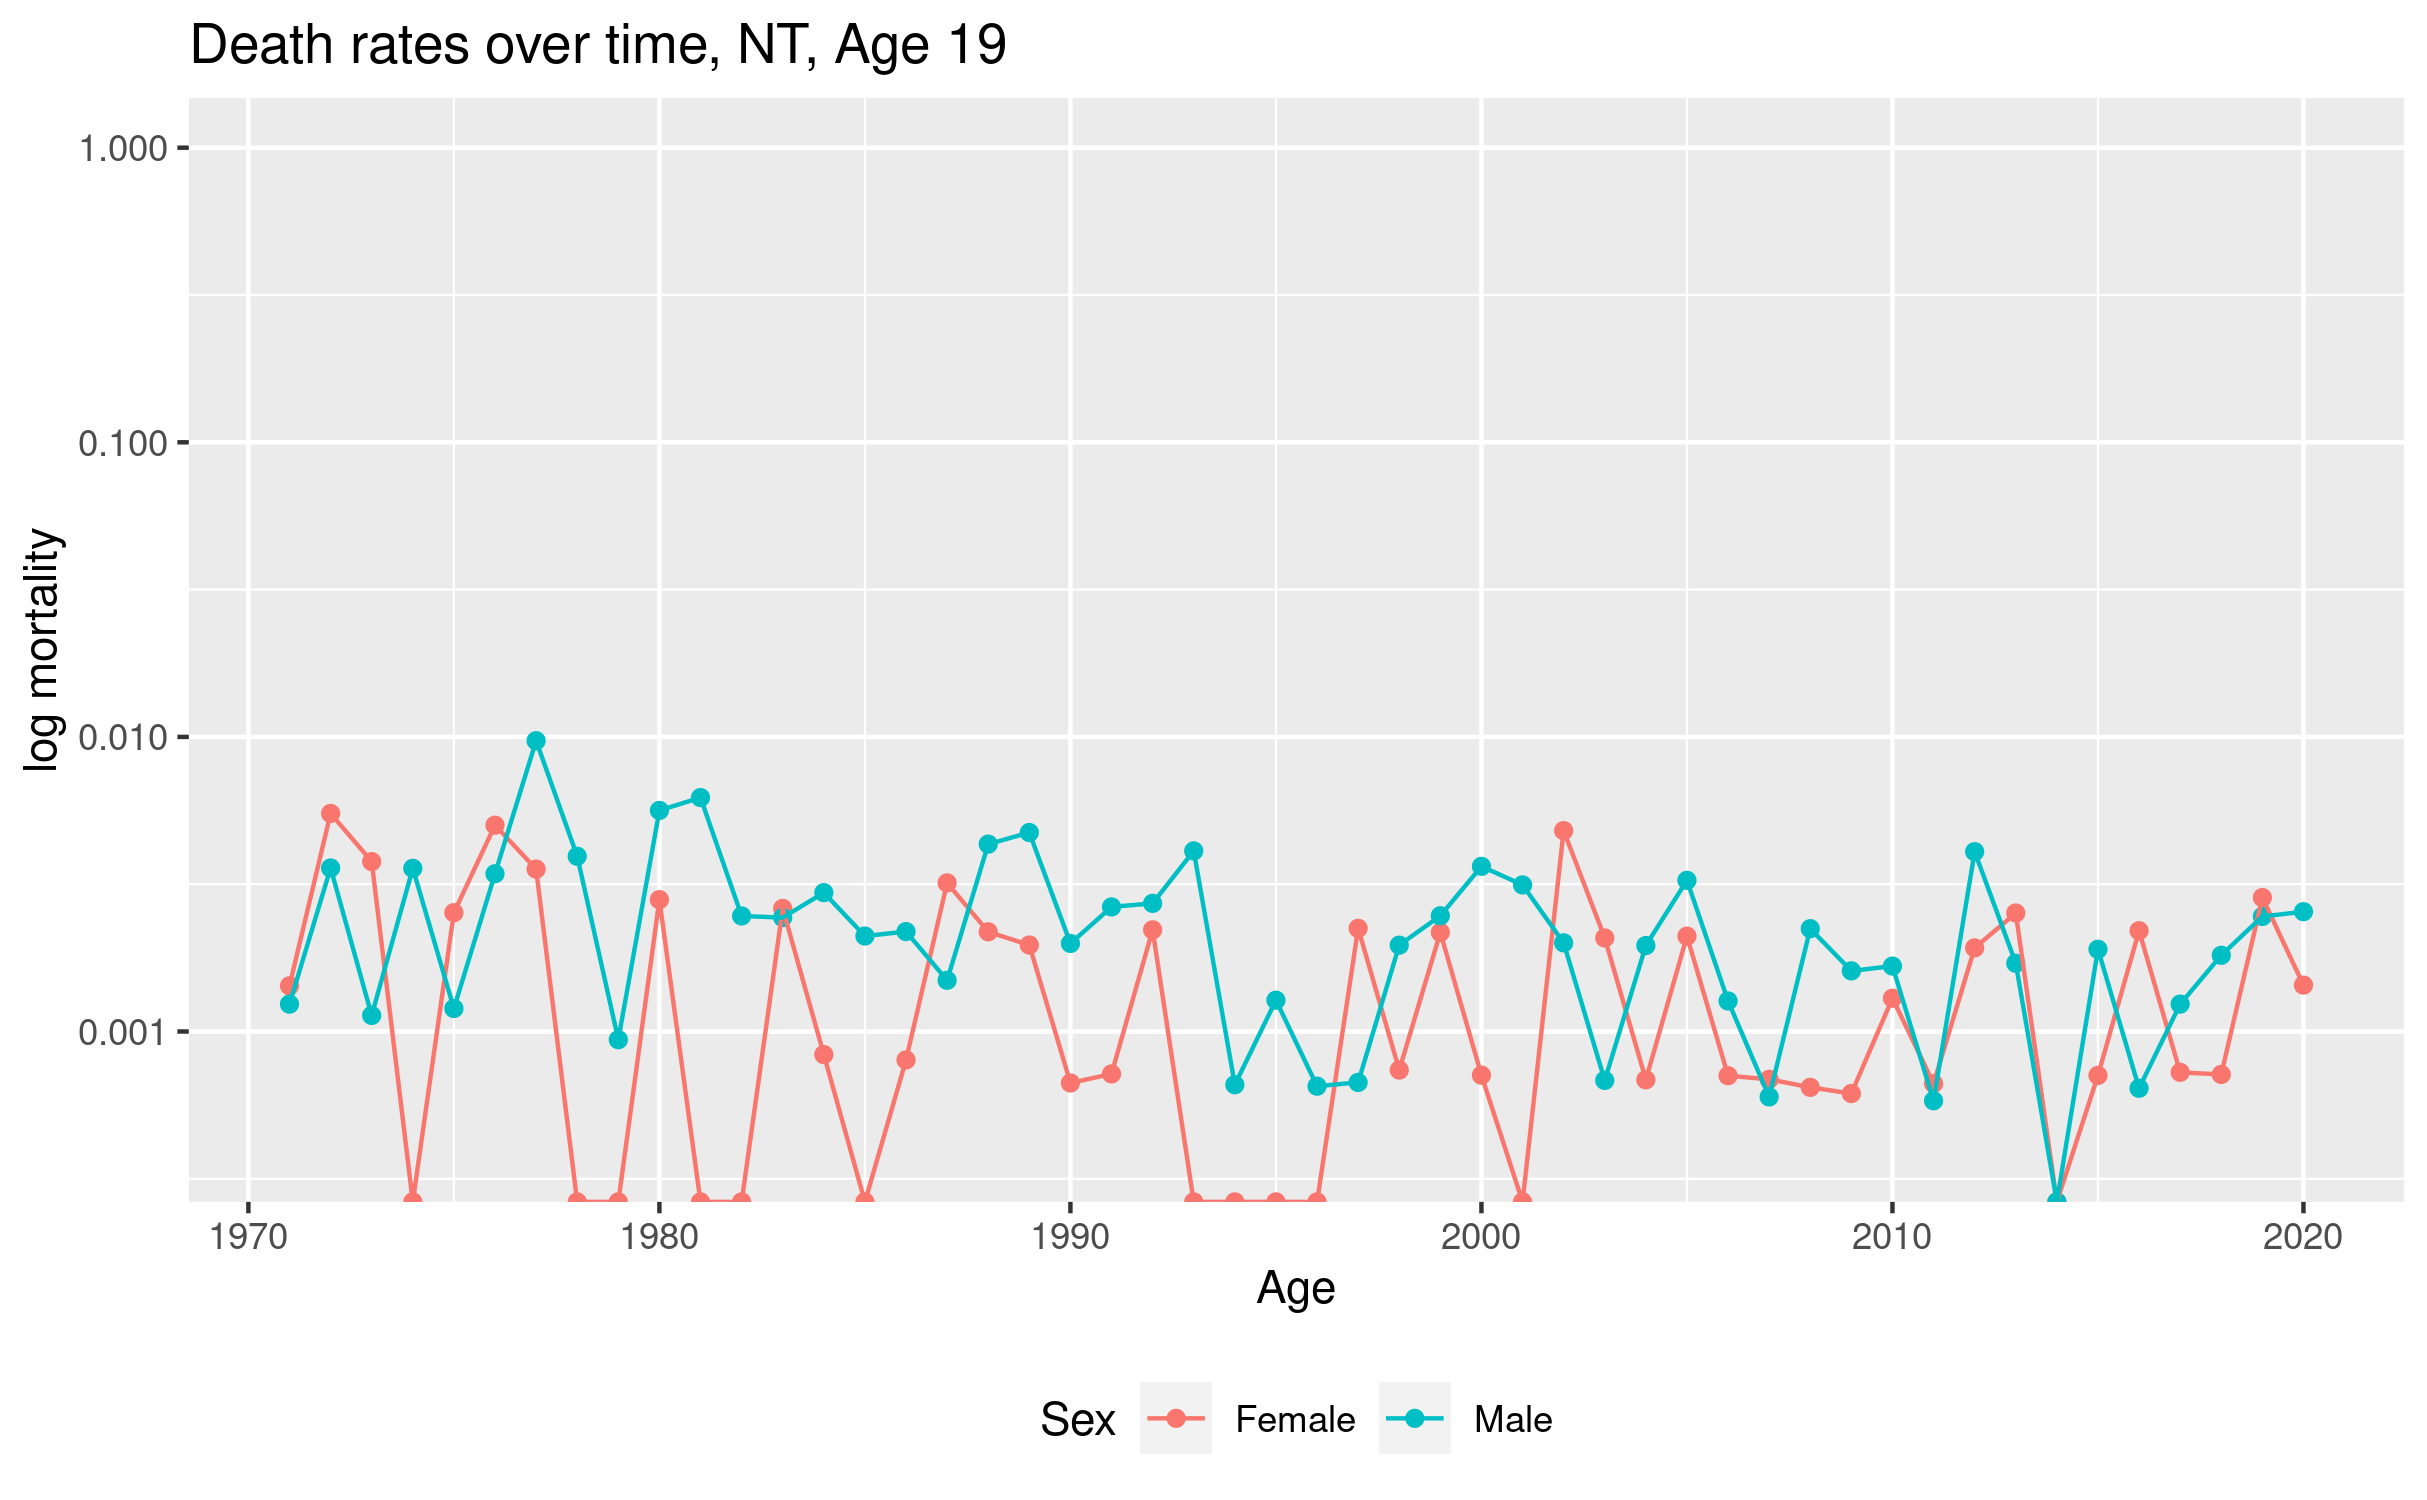 Death rates over time, NT, Age 19
1.000
0.100
0.010
0.001
log mortality
1970 1980 1990 2000 2010 2020
Age
Sex Female Male